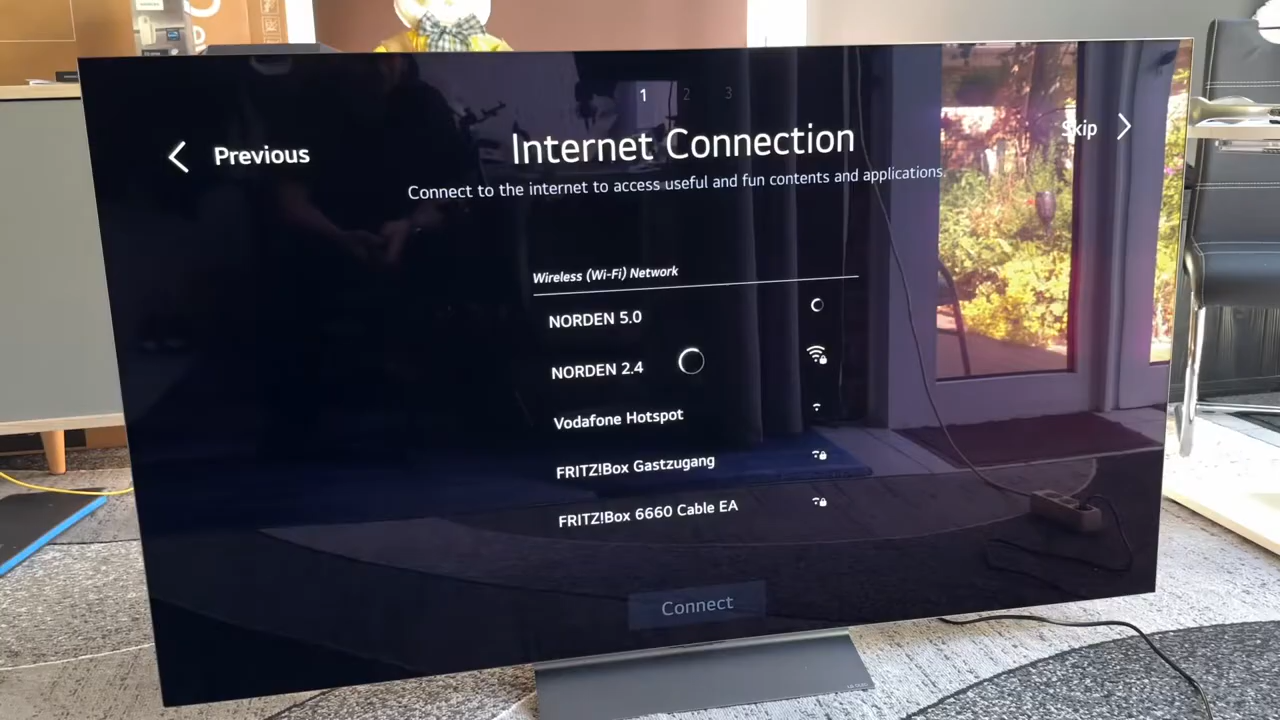 1 2 3
Previous
Internet Connection
Skip
Connect to the internet to access useful and fun contents and applications.
Wireless (Wi-Fi) Network
NORDEN 5.0
NORDEN 2.4
Vodafone Hotspot
FRITZ!Box Gastzugang
FRITZ!Box 6660 Cable EA
Connect
LG OLED